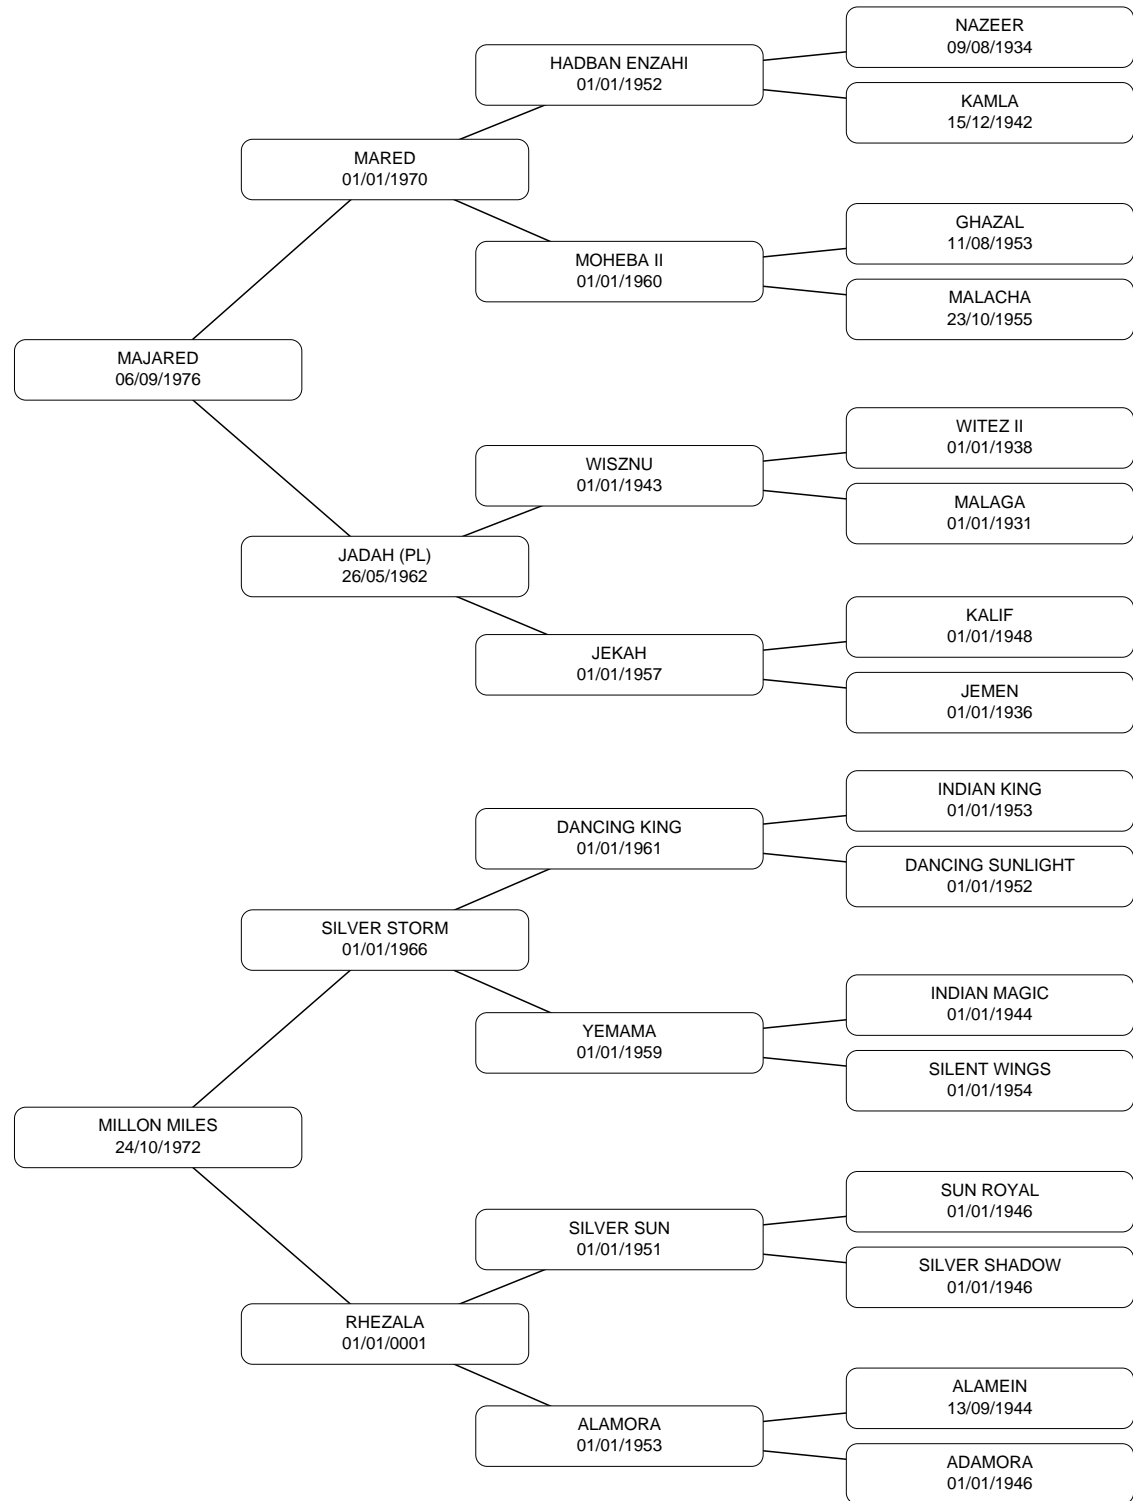 NAZEER
09/08/1934
HADBAN ENZAHI
01/01/1952
KAMLA
15/12/1942
MARED
01/01/1970
GHAZAL
11/08/1953
MOHEBA II
01/01/1960
MALACHA
23/10/1955
MAJARED
06/09/1976
WITEZ II
01/01/1938
WISZNU
01/01/1943
MALAGA
01/01/1931
JADAH (PL)
26/05/1962
KALIF
01/01/1948
JEKAH
01/01/1957
JEMEN
01/01/1936
INDIAN KING
01/01/1953
DANCING KING
01/01/1961
DANCING SUNLIGHT
01/01/1952
SILVER STORM
01/01/1966
INDIAN MAGIC
01/01/1944
YEMAMA
01/01/1959
SILENT WINGS
01/01/1954
MILLON MILES
24/10/1972
SUN ROYAL
01/01/1946
SILVER SUN
01/01/1951
SILVER SHADOW
01/01/1946
RHEZALA
01/01/0001
ALAMEIN
13/09/1944
ALAMORA
01/01/1953
ADAMORA
01/01/1946